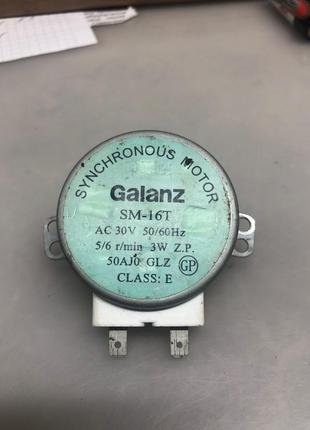 SYNCHRONOUS MOTOR
Galanz
SM-16T
AC 30V 50/60Hz
5/6 r/min 3W Z.P.
50AJ0 GLZ
GP
CLASS: E